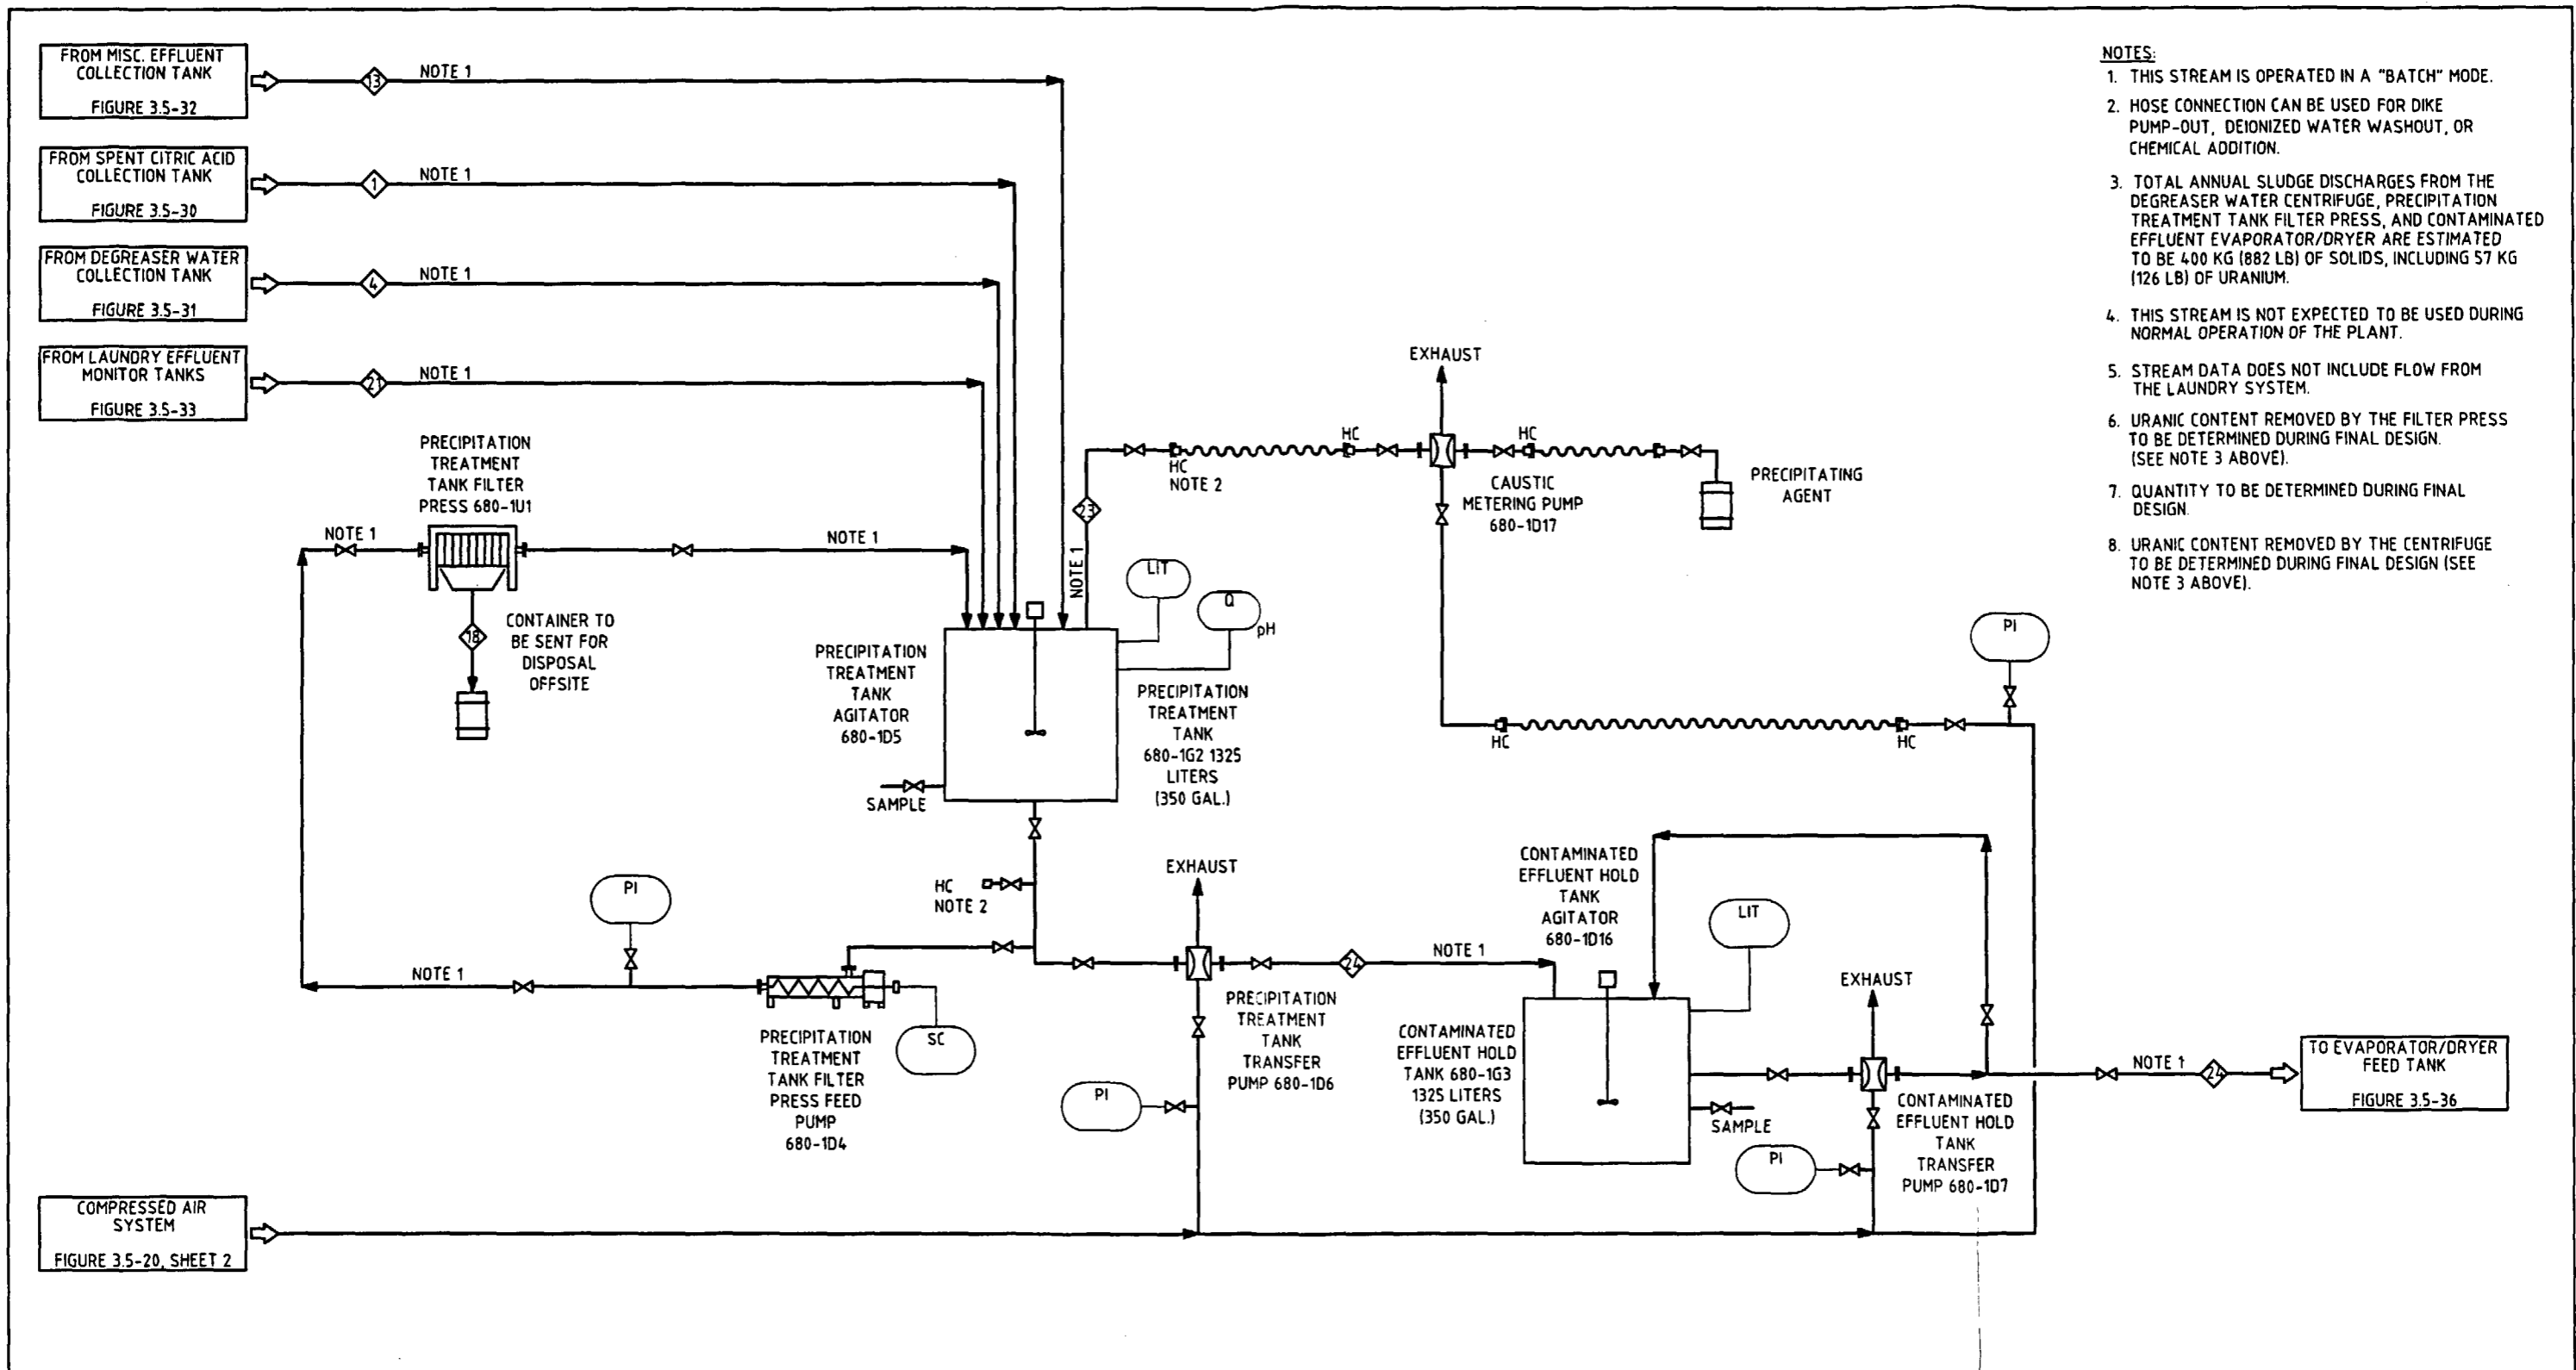 FROM MISC. EFFLUENT
COLLECTION TANK
FIGURE 3.5-32
13
NOTE 1
FROM SPENT CITRIC ACID
COLLECTION TANK
FIGURE 3.5-30
1
NOTE 1
FROM DEGREASER WATER
COLLECTION TANK
FIGURE 3.5-31
4
NOTE 1
FROM LAUNDRY EFFLUENT
MONITOR TANKS
FIGURE 3.5-33
21
NOTE 1
PRECIPITATION
TREATMENT
TANK FILTER
PRESS 680-1U1
NOTE 1
NOTE 1
18
CONTAINER TO
BE SENT FOR
DISPOSAL
OFFSITE
PRECIPITATION
TREATMENT
TANK
AGITATOR
680-1D5
SAMPLE
LIT
Q
pH
PRECIPITATION
TREATMENT
TANK
680-1G2 1325
LITERS
(350 GAL.)
23
NOTE 1
HC
NOTE 2
HC
EXHAUST
HC
CAUSTIC
METERING PUMP
680-1D17
PRECIPITATING
AGENT
PI
HC
HC
HC
NOTE 2
PI
NOTE 1
PRECIPITATION
TREATMENT
TANK FILTER
PRESS FEED
PUMP
680-1D4
SC
EXHAUST
PRECIPITATION
TREATMENT
TANK
TRANSFER
PUMP 680-1D6
PI
24
NOTE 1
CONTAMINATED
EFFLUENT HOLD
TANK
AGITATOR
680-1D16
LIT
CONTAMINATED
EFFLUENT HOLD
TANK 680-1G3
1325 LITERS
(350 GAL.)
SAMPLE
EXHAUST
PI
CONTAMINATED
EFFLUENT HOLD
TANK
TRANSFER
PUMP 680-1D7
NOTE 1
24
TO EVAPORATOR/DRYER
FEED TANK
FIGURE 3.5-36
COMPRESSED AIR
SYSTEM
FIGURE 3.5-20, SHEET 2
NOTES:
1. THIS STREAM IS OPERATED IN A "BATCH" MODE.
2. HOSE CONNECTION CAN BE USED FOR DIKE
PUMP-OUT, DEIONIZED WATER WASHOUT, OR
CHEMICAL ADDITION.
3. TOTAL ANNUAL SLUDGE DISCHARGES FROM THE
DEGREASER WATER CENTRIFUGE, PRECIPITATION
TREATMENT TANK FILTER PRESS, AND CONTAMINATED
EFFLUENT EVAPORATOR/DRYER ARE ESTIMATED
TO BE 400 KG (882 LB) OF SOLIDS, INCLUDING 57 KG
(126 LB) OF URANIUM.
4. THIS STREAM IS NOT EXPECTED TO BE USED DURING
NORMAL OPERATION OF THE PLANT.
5. STREAM DATA DOES NOT INCLUDE FLOW FROM
THE LAUNDRY SYSTEM.
6. URANIC CONTENT REMOVED BY THE FILTER PRESS
TO BE DETERMINED DURING FINAL DESIGN.
(SEE NOTE 3 ABOVE).
7. QUANTITY TO BE DETERMINED DURING FINAL
DESIGN.
8. URANIC CONTENT REMOVED BY THE CENTRIFUGE
TO BE DETERMINED DURING FINAL DESIGN (SEE
NOTE 3 ABOVE).